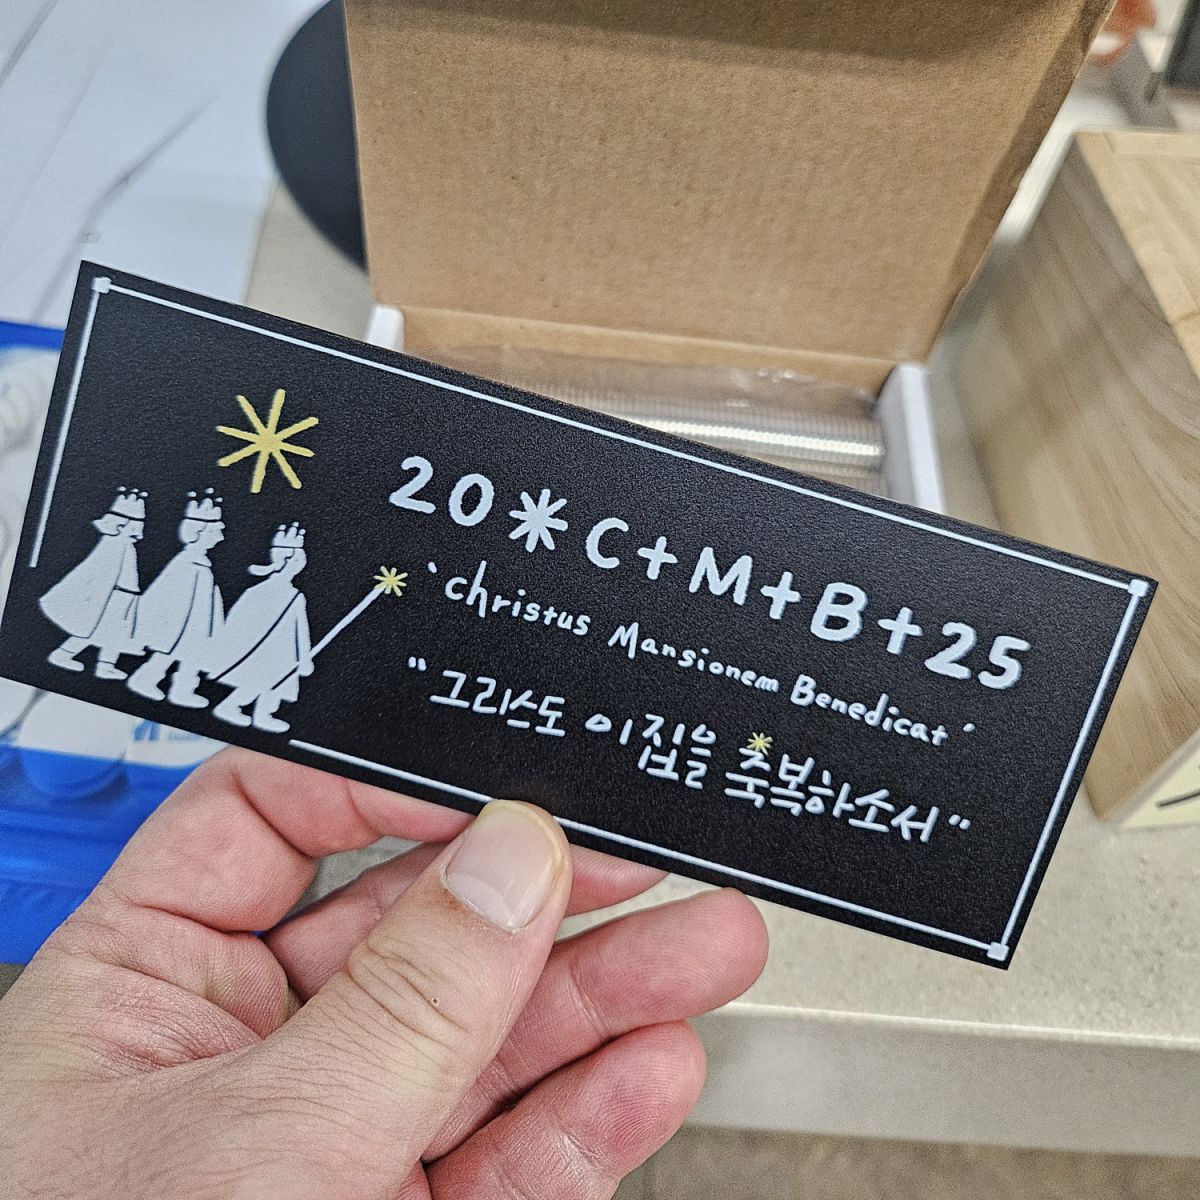 20*C+M+B+25
'christus Mansionem Benedicat'
"그리스도 이 집을 축복하소서"